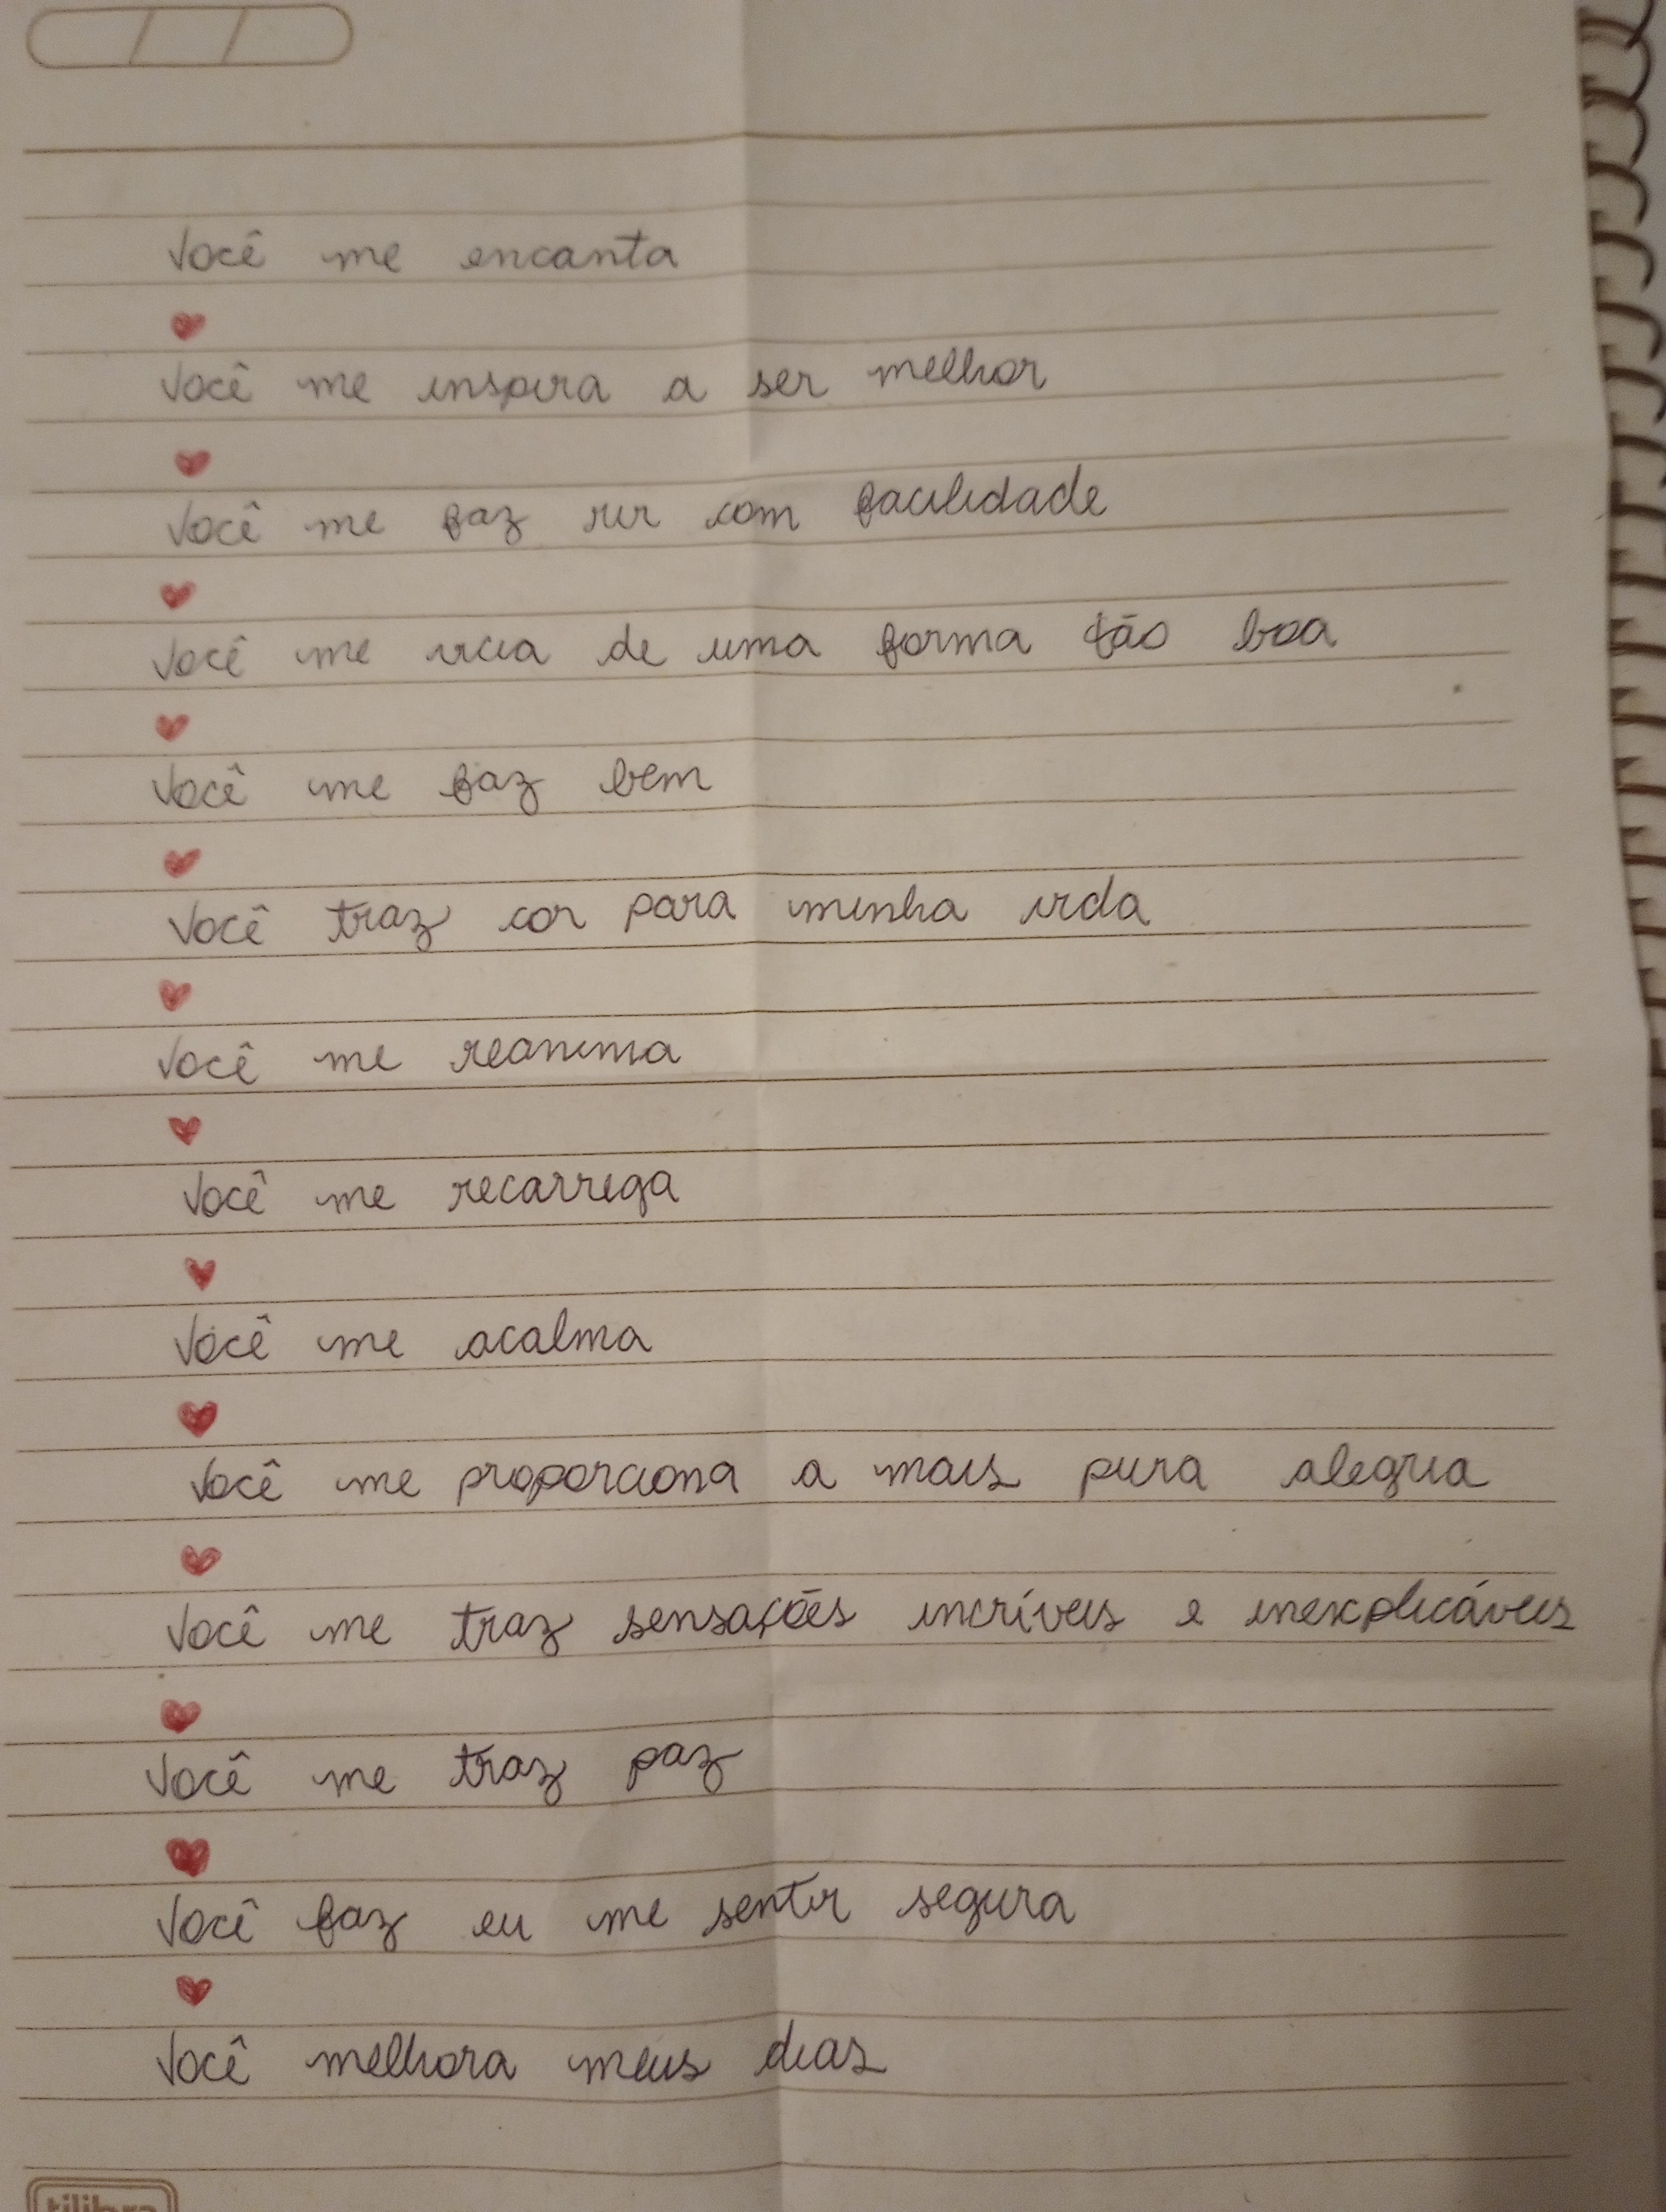 Você me encanta
Você me inspira a ser melhor
Você me faz rir com facilidade
Você me vicia de uma forma tão boa
Você me faz bem
Você traz cor para minha vida
Você me reanima
Você me recarrega
Você me acalma
Você me proporciona a mais pura alegria
Você me traz sensações incríveis e inexplicáveis
Você me traz paz
Você faz eu me sentir segura
Você melhora meus dias
tilibra